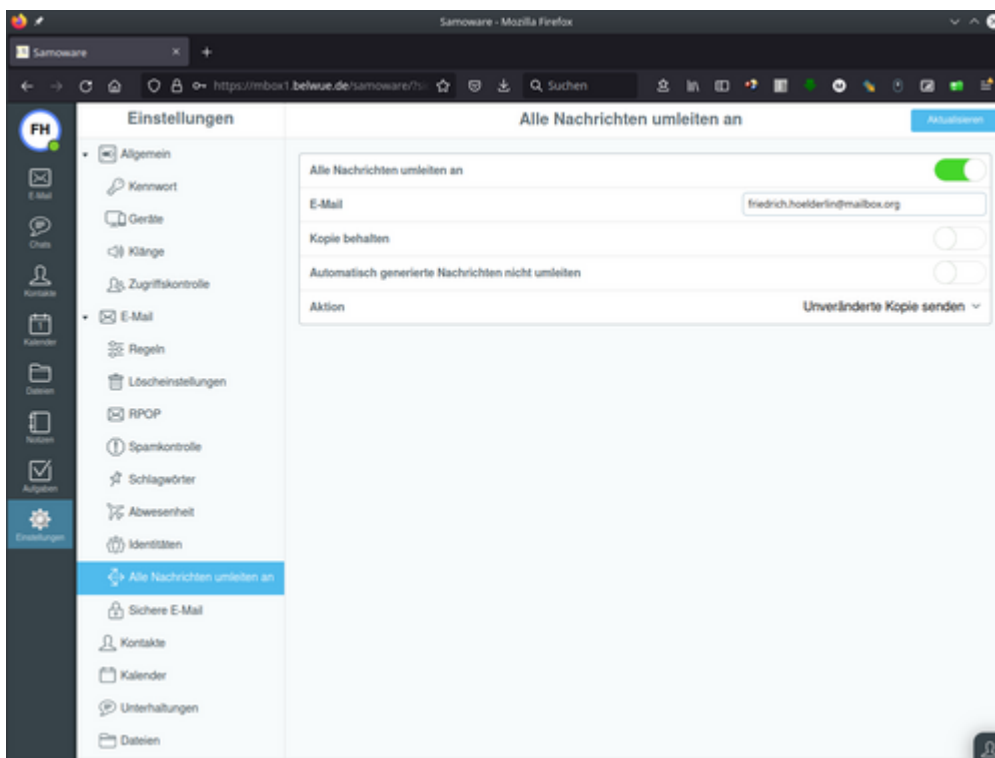 Samoware - Mozilla Firefox
Samoware
https://mbox1.belwue.de/samoware/?s
Suchen
FH
E-Mail
Chats
Kontakte
Kalender
Dateien
Notizen
Aufgaben
Einstellungen
Einstellungen
Allgemein
Kennwort
Geräte
Klänge
Zugriffskontrolle
E-Mail
Regeln
Löscheinstellungen
RPOP
Spamkontrolle
Schlagwörter
Abwesenheit
Identitäten
Alle Nachrichten umleiten an
Sichere E-Mail
Kontakte
Kalender
Unterhaltungen
Dateien
Alle Nachrichten umleiten an
Aktualisieren
Alle Nachrichten umleiten an
E-Mail
friedrich.hoelderlin@mailbox.org
Kopie behalten
Automatisch generierte Nachrichten nicht umleiten
Aktion
Unveränderte Kopie senden